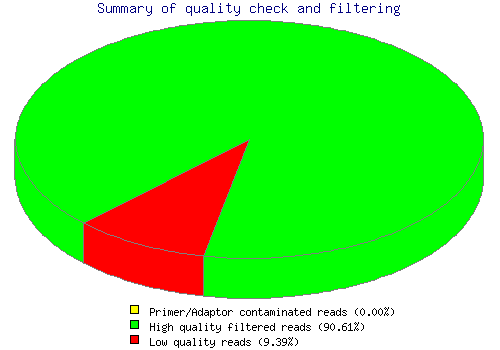 Summary of quality check and filtering
Primer/Adaptor contaminated reads (0.00%)
High quality filtered reads (90.61%)
Low quality reads (9.39%)